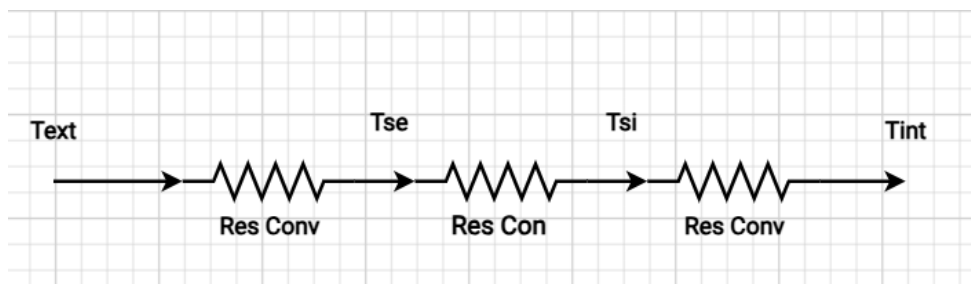 Text
Tse
Tsi
Tint
Res Conv
Res Con
Res Conv